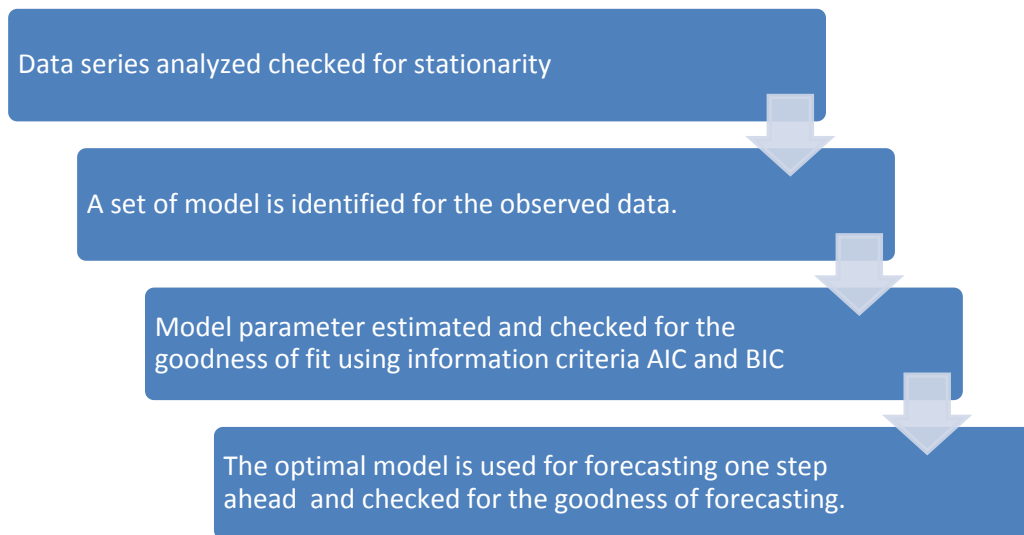 Data series analyzed checked for stationarity
A set of model is identified for the observed data.
Model parameter estimated and checked for the
goodness of fit using information criteria AIC and BIC
The optimal model is used for forecasting one step
ahead  and checked for the goodness of forecasting.